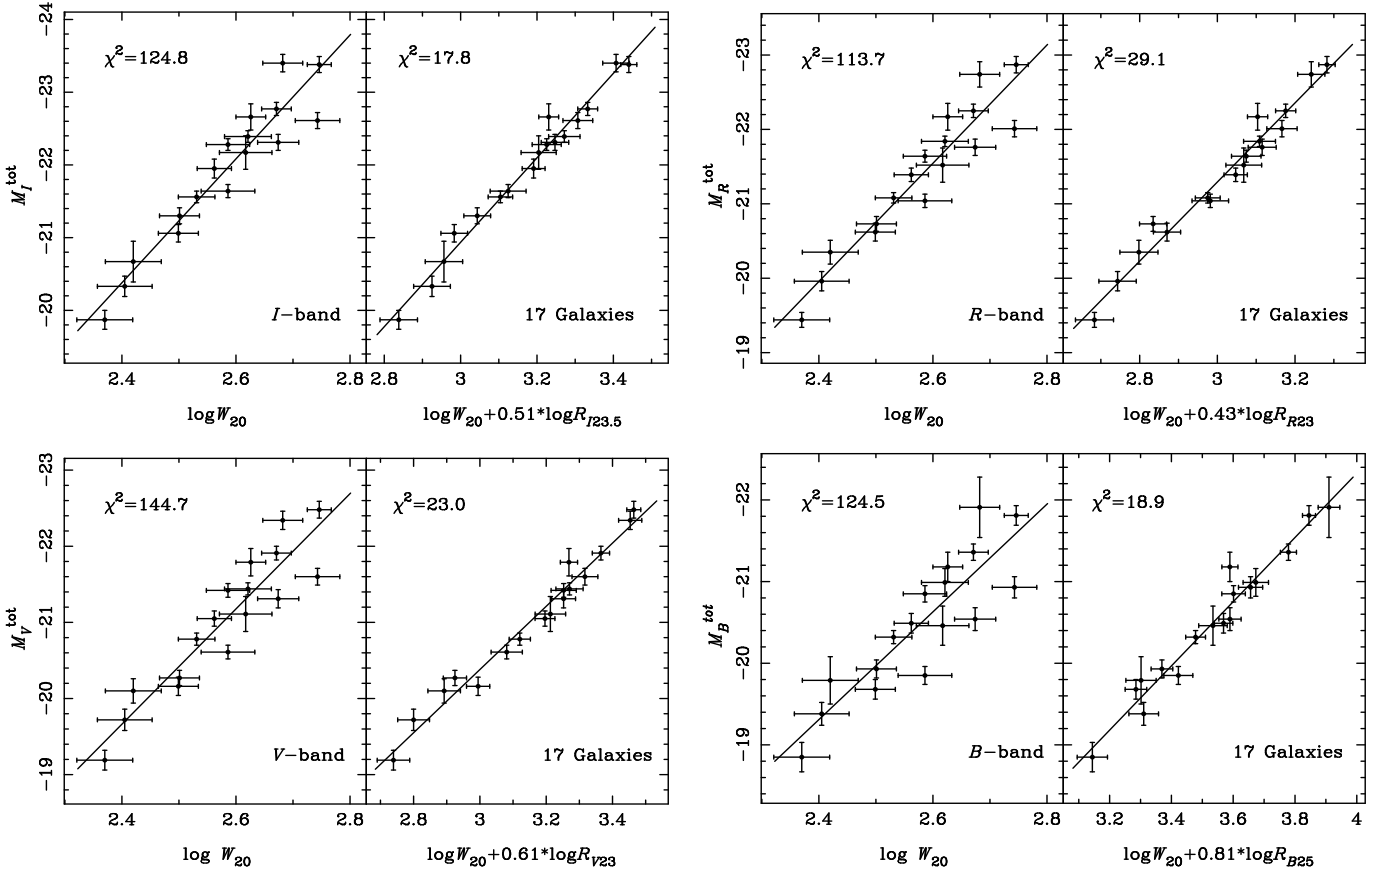 χ²=124.8
χ²=17.8
I-band
17 Galaxies
M_I^tot
-24
-23
-22
-21
-20
2.4 2.6 2.8
2.8 3 3.2 3.4
logW₂₀
logW₂₀+0.51*logR_I23.5
χ²=113.7
χ²=29.1
R-band
17 Galaxies
M_R^tot
-23
-22
-21
-20
-19
2.4 2.6 2.8
2.8 3 3.2
logW₂₀
logW₂₀+0.43*logR_R23
χ²=144.7
χ²=23.0
V-band
17 Galaxies
M_V^tot
-23
-22
-21
-20
-19
2.4 2.6 2.8
2.8 3 3.2 3.4
log W₂₀
logW₂₀+0.61*logR_V23
χ²=124.5
χ²=18.9
B-band
17 Galaxies
M_B^tot
-22
-21
-20
-19
2.4 2.6 2.8
3.2 3.4 3.6 3.8 4
log W₂₀
logW₂₀+0.81*logR_B25